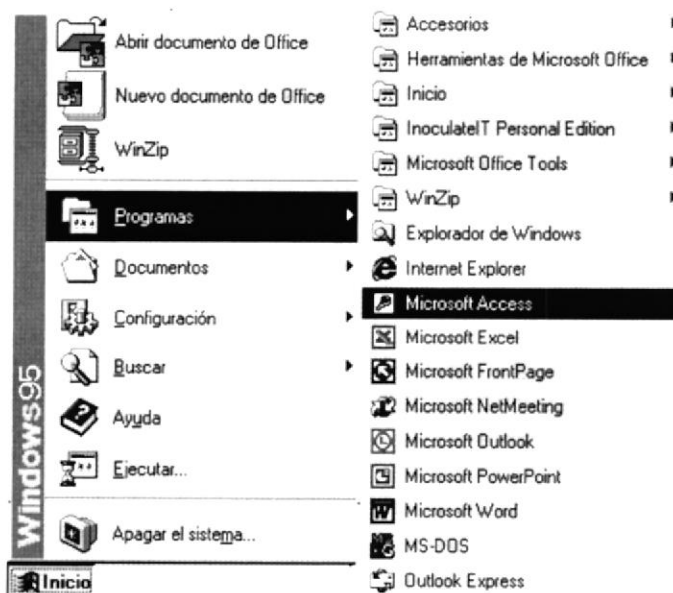 Abrir documento de Office
Nuevo documento de Office
WinZip
Programas
Documentos
Configuración
Buscar
Ayuda
Ejecutar...
Apagar el sistema...
Windows95
Inicio
Accesorios
Herramientas de Microsoft Office
Inicio
InoculateIT Personal Edition
Microsoft Office Tools
WinZip
Explorador de Windows
Internet Explorer
Microsoft Access
Microsoft Excel
Microsoft FrontPage
Microsoft NetMeeting
Microsoft Outlook
Microsoft PowerPoint
Microsoft Word
MS-DOS
Outlook Express